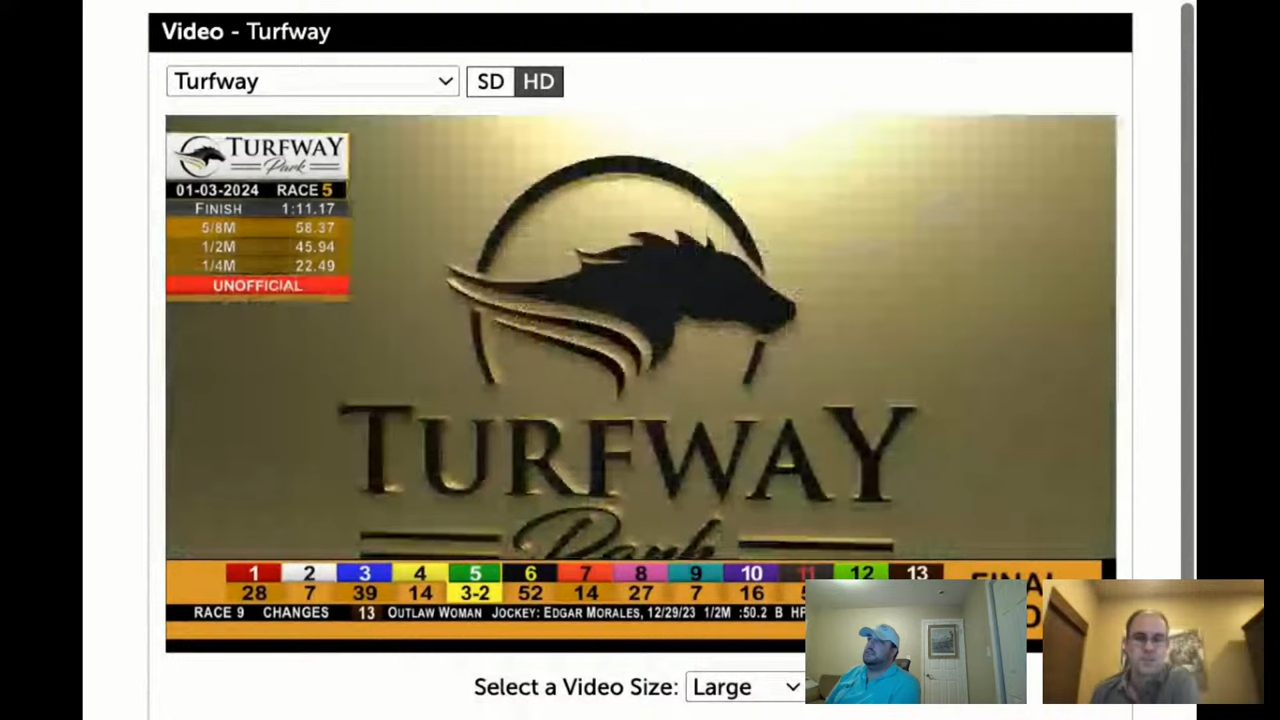 Video - Turfway
Turfway SD HD
TURFWAY
Park
01-03-2024 RACE 5
FINISH 1:11.17
5/8M 58.37
1/2M 45.94
1/4M 22.49
UNOFFICIAL
TURFWAY
Park
1 2 3 4 5 6 7 8 9 10 11 12 13
28 7 39 14 3-2 52 14 27 7 16
FINAL
RACE 9 CHANGES 13 OUTLAW WOMAN JOCKEY: EDGAR MORALES, 12/29/23 1/2M :50.2 B
Select a Video Size: Large